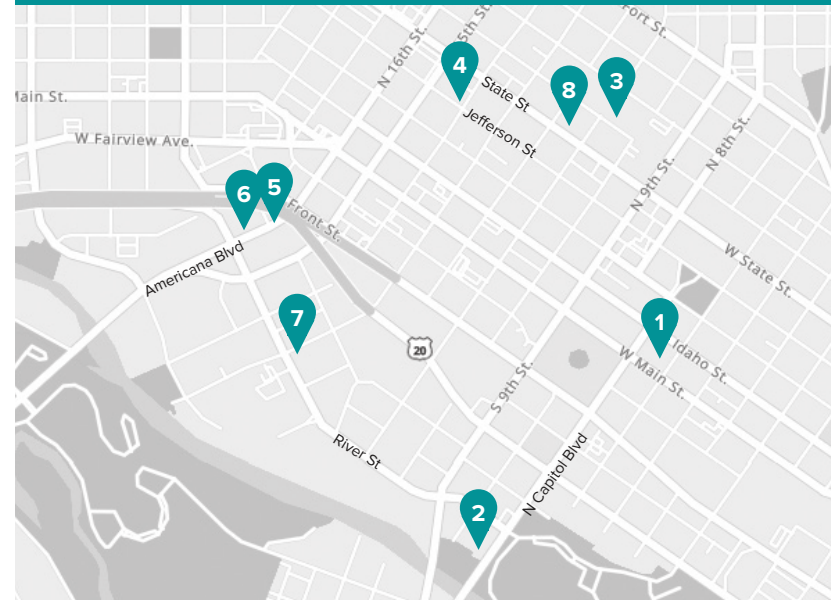 Fort St.
N 16th St.
5th St.
4
State St
8
3
Main St.
Jefferson St
W Fairview Ave.
N 8th St.
N 9th St.
6
5
Front St.
Americana Blvd
W State St.
7
1
20
Idaho St.
W Main St.
S 9th St.
River St
N Capitol Blvd
2